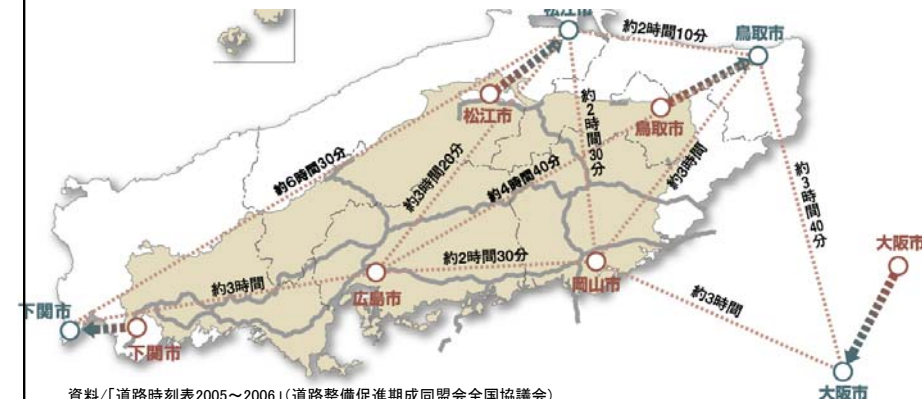 松江市
約2時間10分
鳥取市
松江市
鳥取市
約2時間30分
約6時間30分
約3時間20分
約4時間40分
約3時間
約3時間40分
大阪市
約2時間30分
約3時間
広島市
岡山市
約3時間
下関市
下関市
大阪市
資料/「道路時刻表2005～2006」(道路整備促進期成同盟会全国協議会)